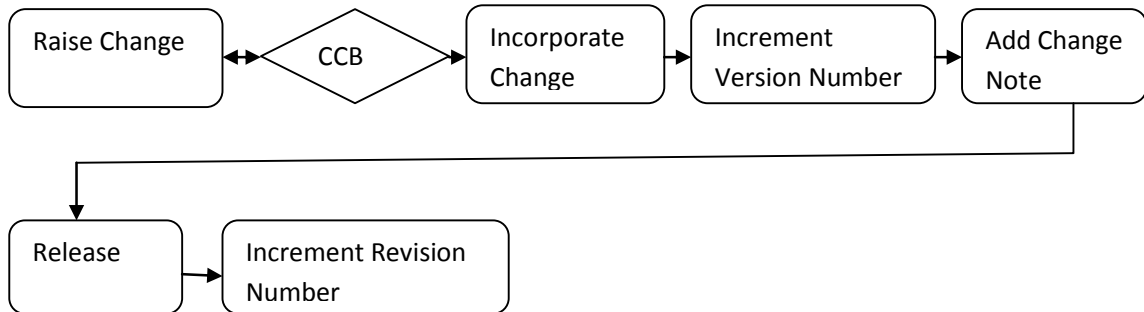 Raise Change
CCB
Incorporate
Change
Increment
Version Number
Add Change
Note
Release
Increment Revision
Number